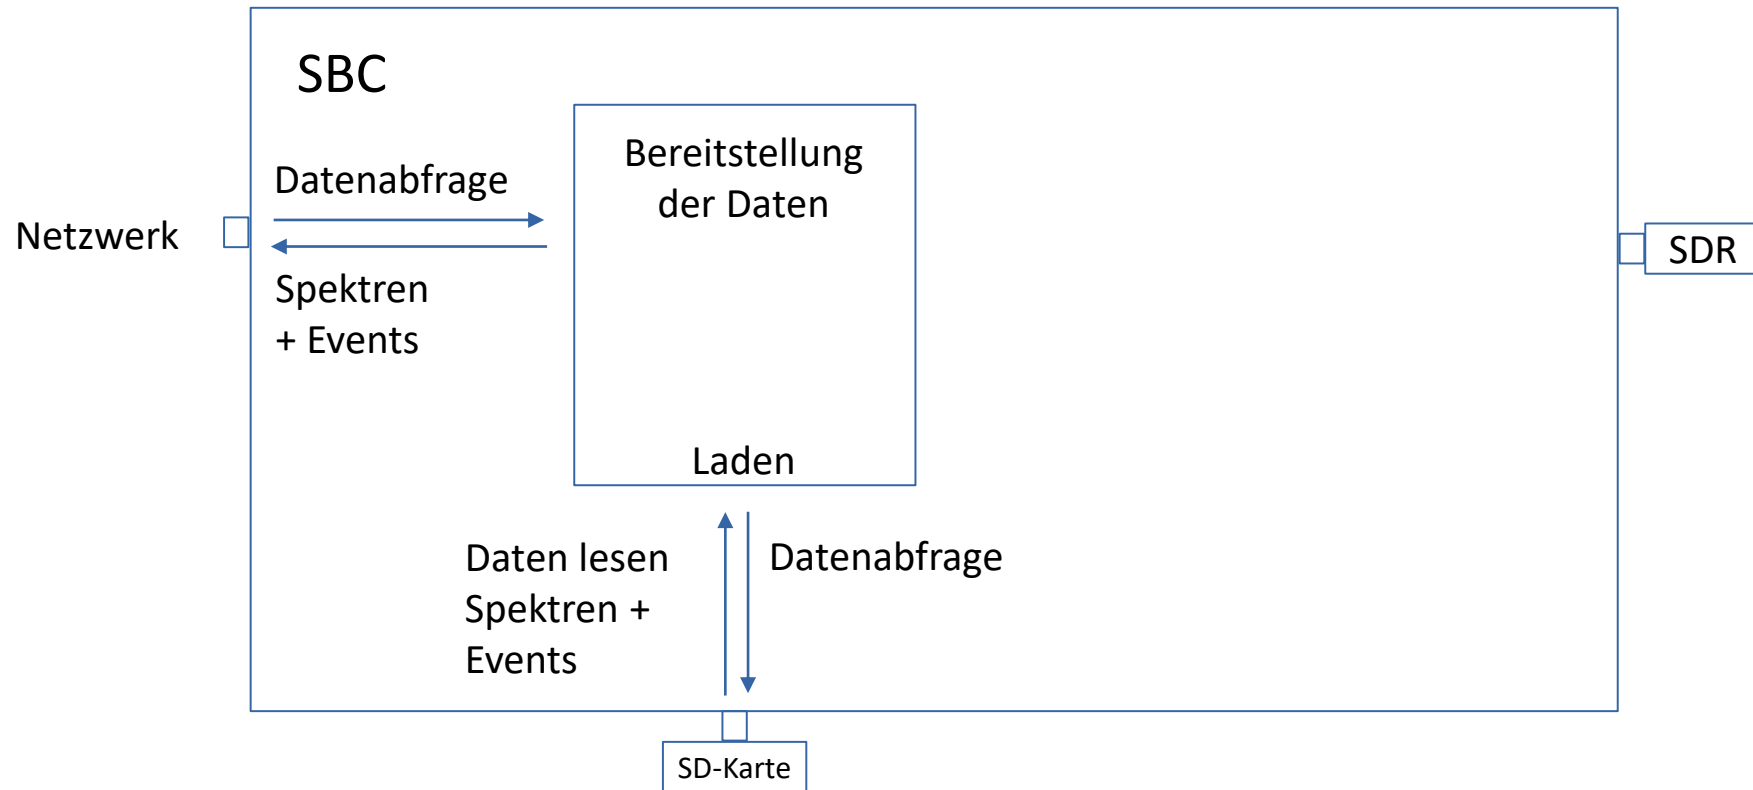 SBC
Bereitstellung
der Daten
Datenabfrage
Netzwerk
SDR
Spektren
+ Events
Laden
Daten lesen
Spektren +
Events
Datenabfrage
SD-Karte